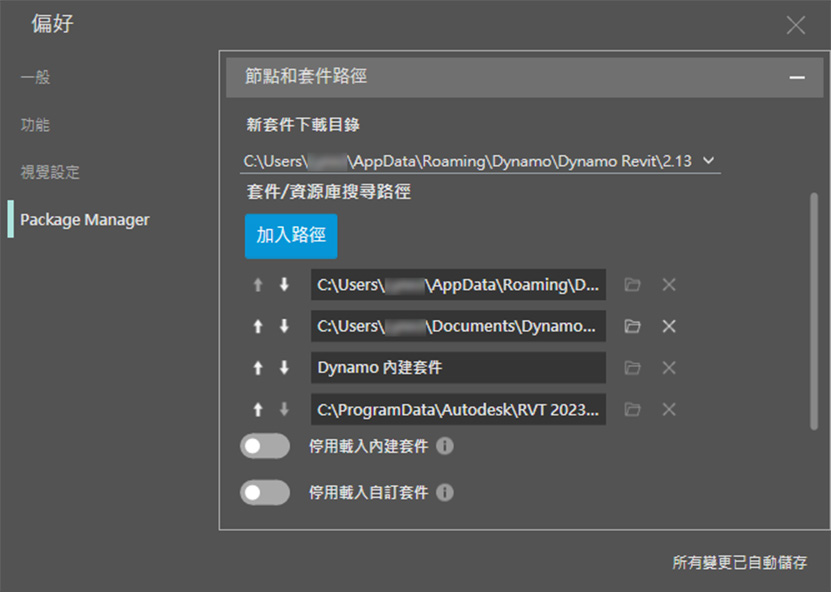 偏好
一般
功能
視覺設定
Package Manager
節點和套件路徑
新套件下載目錄
C:\Users\ \AppData\Roaming\Dynamo\Dynamo Revit\2.13
套件/資源庫搜尋路徑
加入路徑
C:\Users\ \AppData\Roaming\D...
C:\Users\ \Documents\Dynamo...
Dynamo 內建套件
C:\ProgramData\Autodesk\RVT 2023...
停用載入內建套件
停用載入自訂套件
所有變更已自動儲存